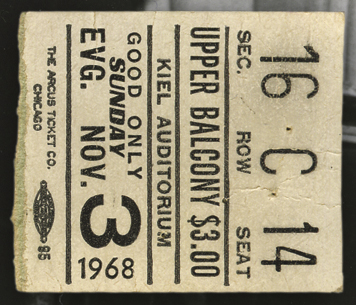 SEC. ROW SEAT
16 C 14
UPPER BALCONY $3.00
KIEL AUDITORIUM
GOOD ONLY
SUNDAY
EVG. NOV. 3
1968
THE ARCUS TICKET CO.
CHICAGO
85